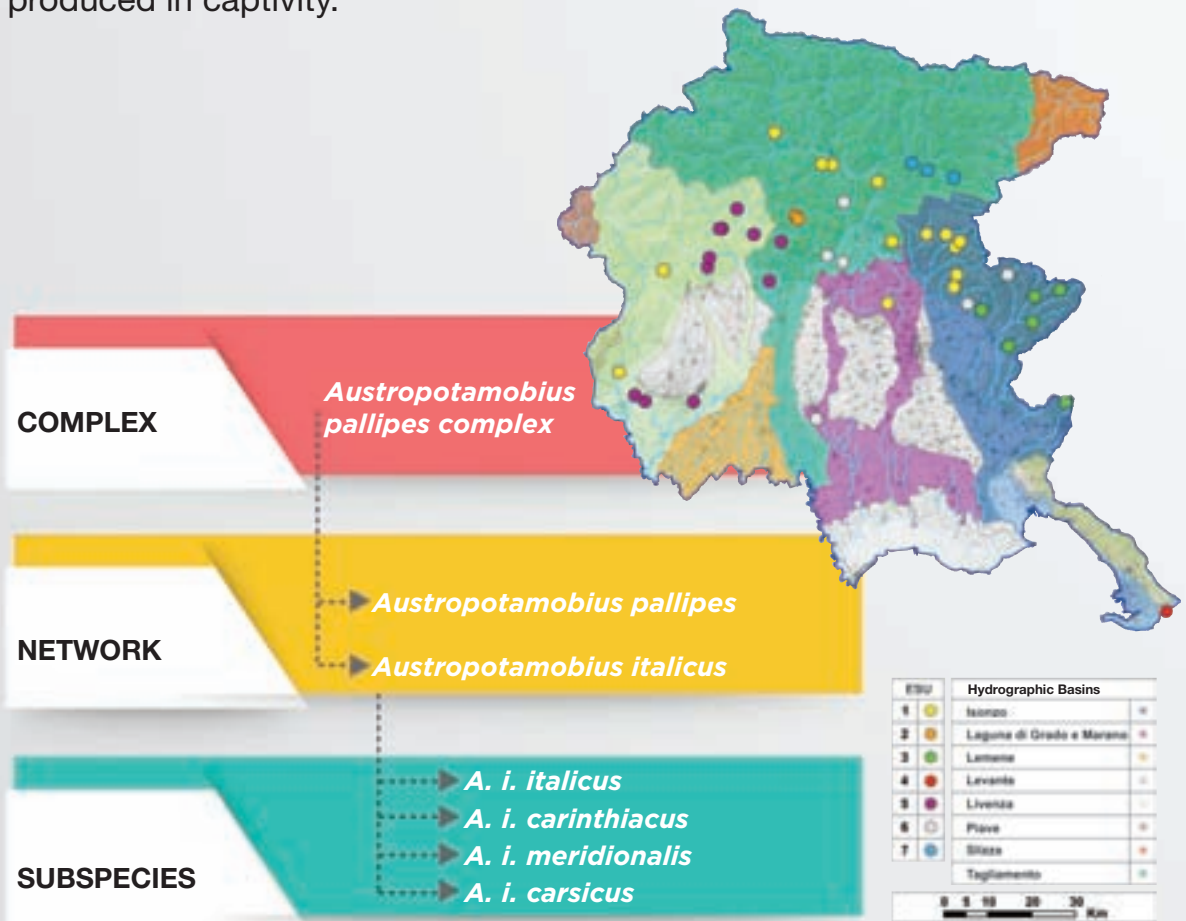 produced in captivity.
COMPLEX
Austropotamobius
pallipes complex
NETWORK
Austropotamobius pallipes
Austropotamobius italicus
SUBSPECIES
A. i. italicus
A. i. carinthiacus
A. i. meridionalis
A. i. carsicus
ESU
1
2
3
4
5
6
7
Hydrographic Basins
Isonzo
Laguna di Grado e Marano
Lemene
Levante
Livenza
Piave
Slizza
Tagliamento
0 5 10 20 30
Km